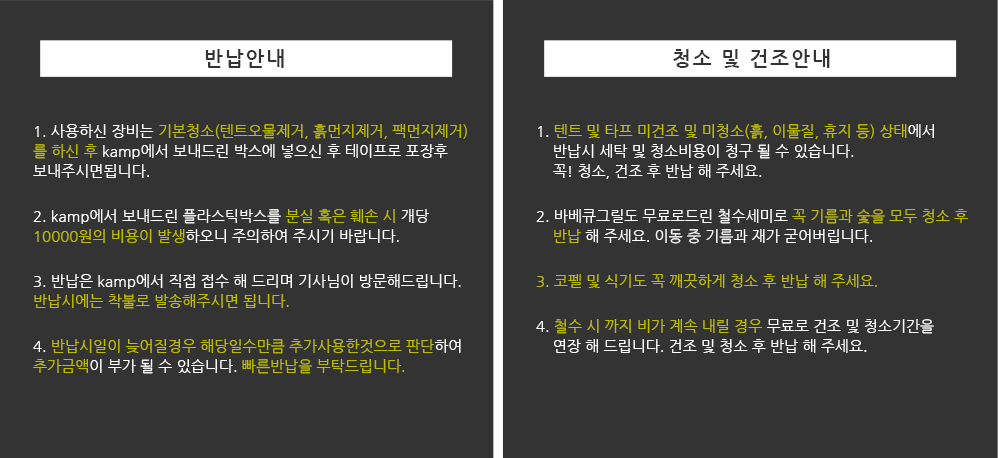 반납안내
1. 사용하신 장비는 기본청소(텐트오물제거, 흙먼지제거, 팩먼지제거)
를 하신 후 kamp에서 보내드린 박스에 넣으신 후 테이프로 포장후
보내주시면됩니다.
2. kamp에서 보내드린 플라스틱박스를 분실 혹은 훼손 시 개당
10000원의 비용이 발생하오니 주의하여 주시기 바랍니다.
3. 반납은 kamp에서 직접 접수 해 드리며 기사님이 방문해드립니다.
반납시에는 착불로 발송해주시면 됩니다.
4. 반납시일이 늦어질경우 해당일수만큼 추가사용한것으로 판단하여
추가금액이 부가 될 수 있습니다. 빠른반납을 부탁드립니다.
청소 및 건조안내
1. 텐트 및 타프 미건조 및 미청소(흙, 이물질, 휴지 등) 상태에서
반납시 세탁 및 청소비용이 청구 될 수 있습니다.
꼭! 청소, 건조 후 반납 해 주세요.
2. 바베큐그릴도 무료로드린 철수세미로 꼭 기름과 숯을 모두 청소 후
반납 해 주세요. 이동 중 기름과 재가 굳어버립니다.
3. 코펠 및 식기도 꼭 깨끗하게 청소 후 반납 해 주세요.
4. 철수 시 까지 비가 계속 내릴 경우 무료로 건조 및 청소기간을
연장 해 드립니다. 건조 및 청소 후 반납 해 주세요.